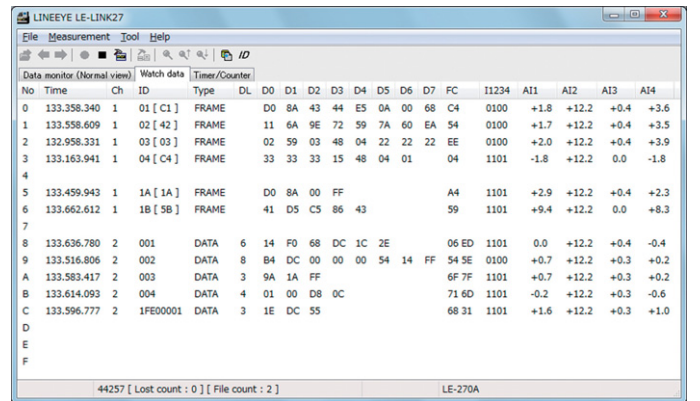 LINEEYE LE-LINK27
File Measurement Tool Help
ID
Data monitor (Normal view) Watch data Timer/Counter
No Time Ch ID Type DL D0 D1 D2 D3 D4 D5 D6 D7 FC I1234 AI1 AI2 AI3 AI4
0 133.358.340 1 01 [ C1 ] FRAME D0 8A 43 44 E5 0A 00 68 C4 0100 +1.8 +12.2 +0.4 +3.6
1 133.558.609 1 02 [ 42 ] FRAME 11 6A 9E 72 59 7A 60 EA 54 0100 +1.7 +12.2 +0.4 +3.5
2 132.958.331 1 03 [ 03 ] FRAME 02 59 03 48 04 22 22 22 EE 0100 +2.0 +12.2 +0.4 +3.9
3 133.163.941 1 04 [ C4 ] FRAME 33 33 33 15 48 04 01 04 1101 -1.8 +12.2 0.0 -1.8
4
5 133.459.943 1 1A [ 1A ] FRAME D0 8A 00 FF A4 1101 +2.9 +12.2 +0.4 +2.3
6 133.662.612 1 1B [ 5B ] FRAME 41 D5 C5 86 43 59 1101 +9.4 +12.2 0.0 +8.3
7
8 133.636.780 2 001 DATA 6 14 F0 68 DC 1C 2E 06 ED 1101 0.0 +12.2 +0.4 -0.4
9 133.516.806 2 002 DATA 8 B4 DC 00 00 00 54 14 FF 54 5E 0100 +0.7 +12.2 +0.3 +0.2
A 133.583.417 2 003 DATA 3 9A 1A FF 6F 7F 1101 +0.7 +12.2 +0.3 +0.2
B 133.614.093 2 004 DATA 4 01 00 D8 0C 71 6D 1101 -0.2 +12.2 +0.3 -0.6
C 133.596.777 2 1FE00001 DATA 3 1E DC 55 68 31 1101 +1.6 +12.2 +0.3 +1.0
D
E
F
44257 [ Lost count : 0 ] [ File count : 2 ] LE-270A